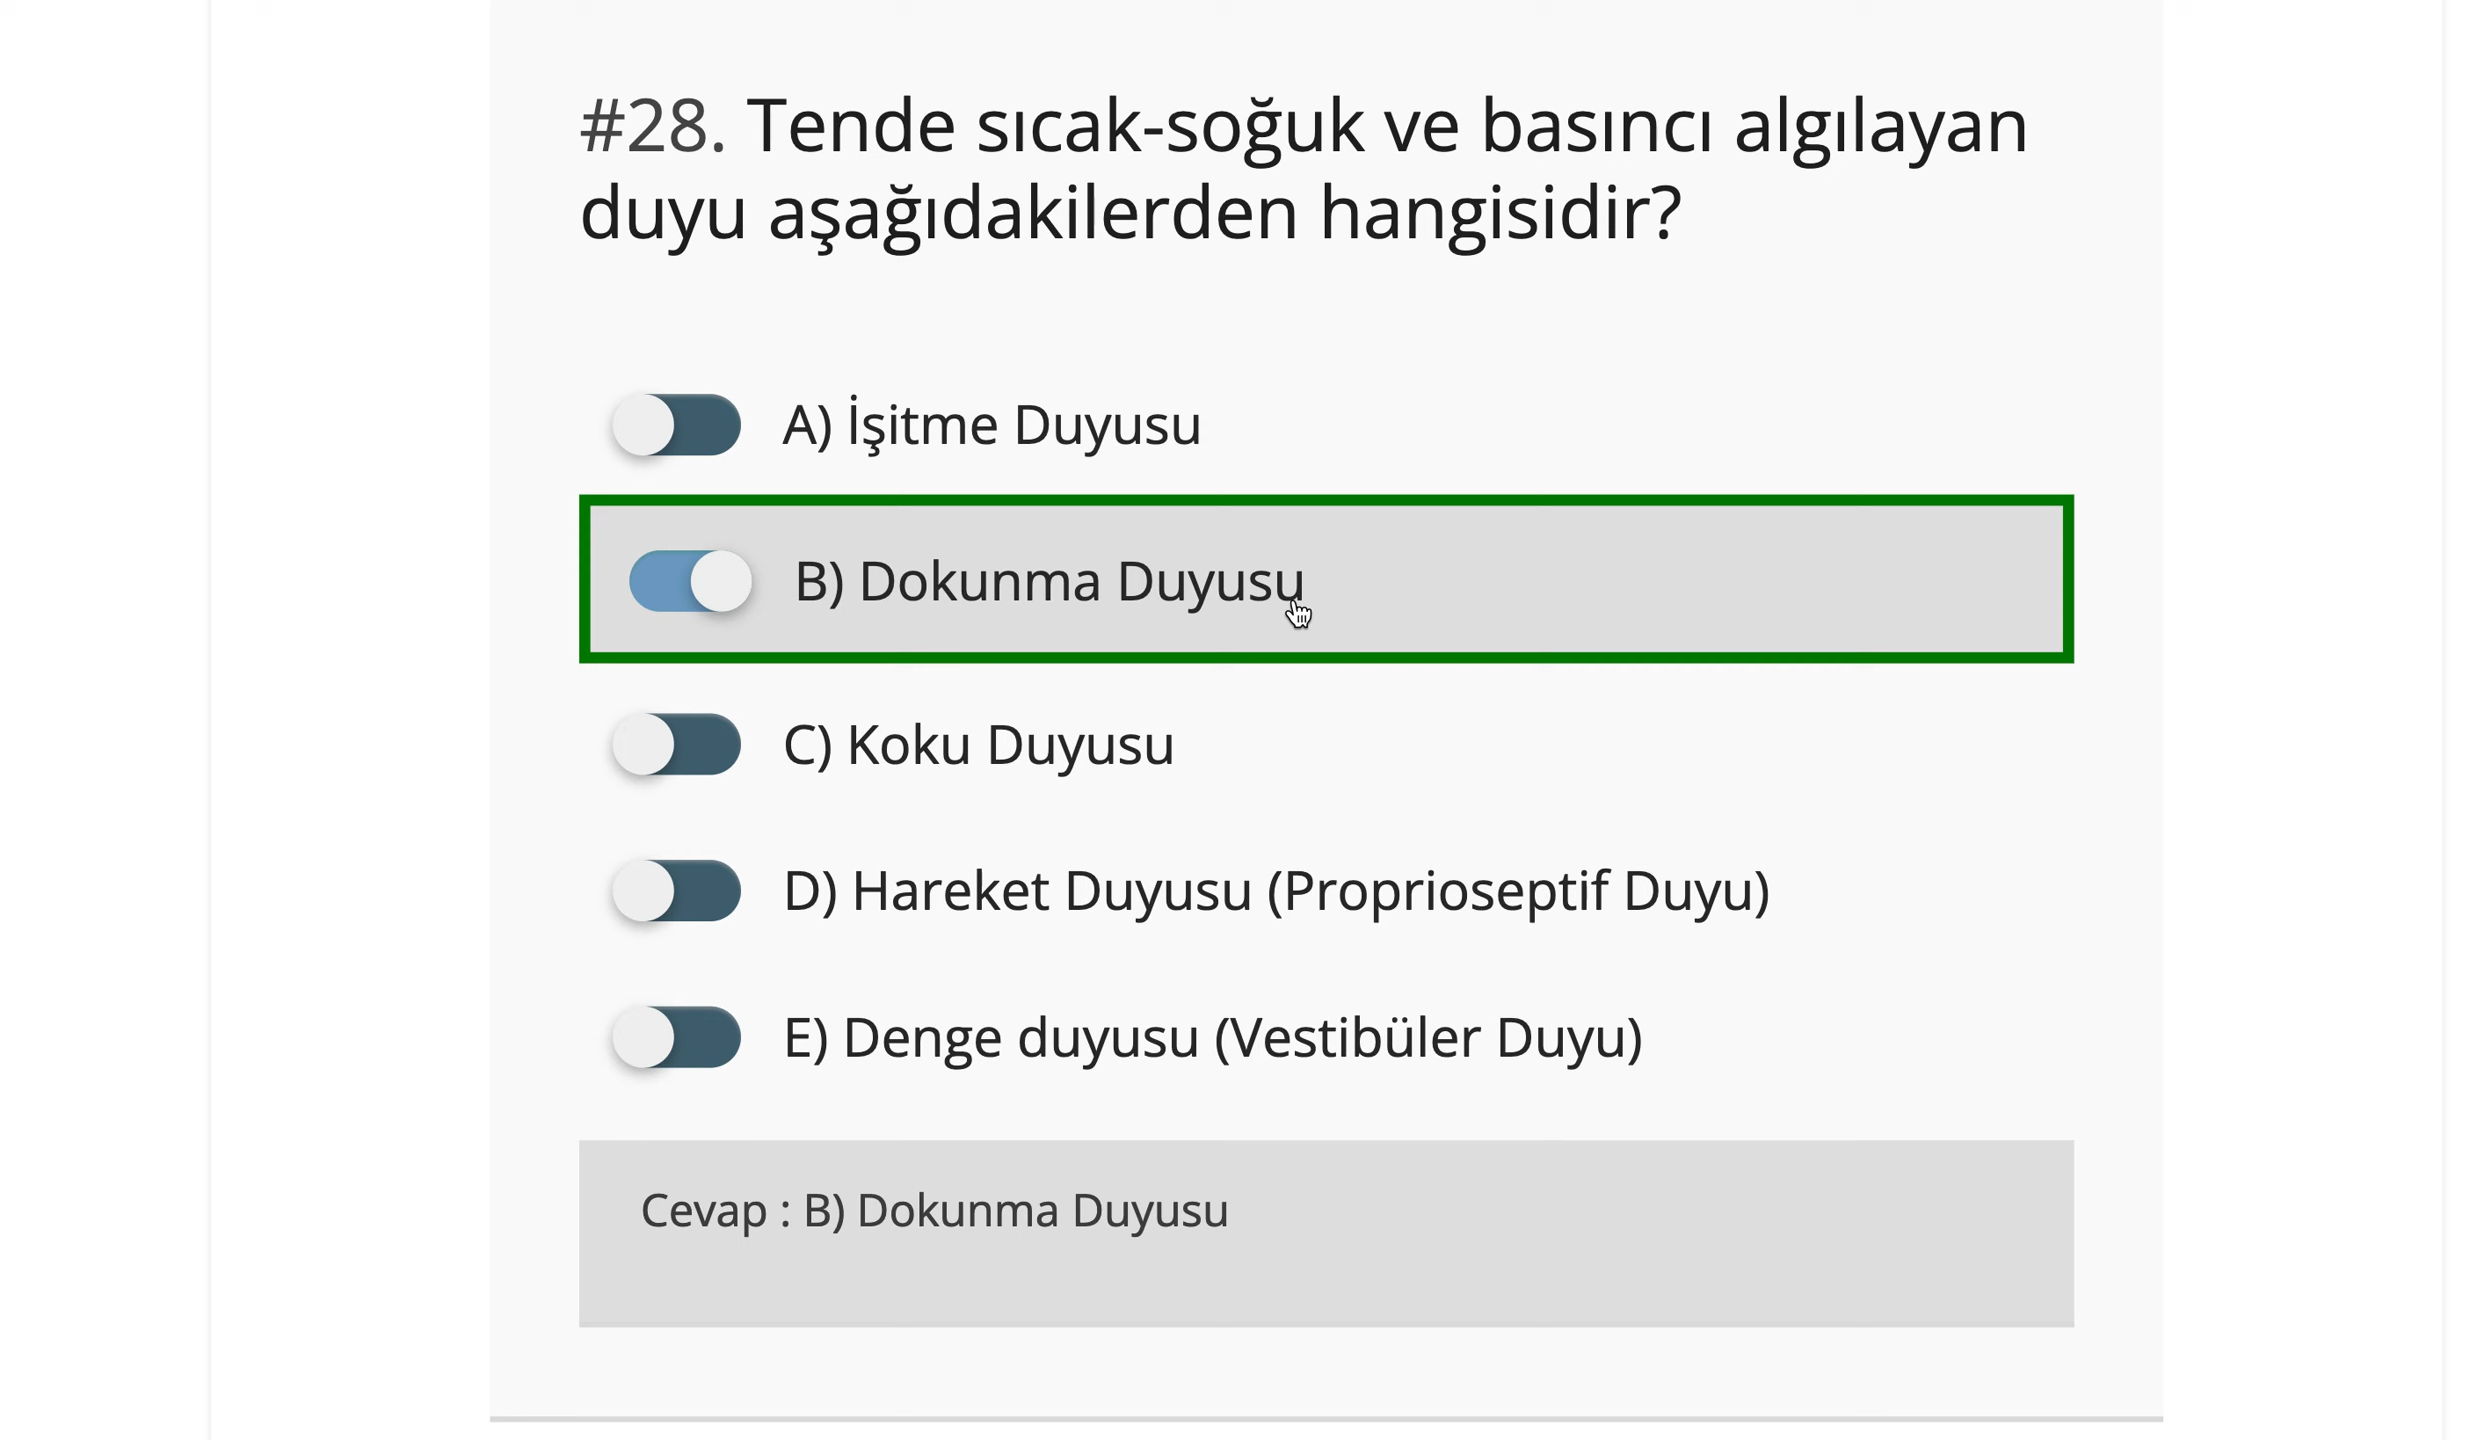 #28. Tende sıcak-soğuk ve basıncı algılayan
duyu aşağıdakilerden hangisidir?
A) İşitme Duyusu
B) Dokunma Duyusu
C) Koku Duyusu
D) Hareket Duyusu (Proprioseptif Duyu)
E) Denge duyusu (Vestibüler Duyu)
Cevap : B) Dokunma Duyusu